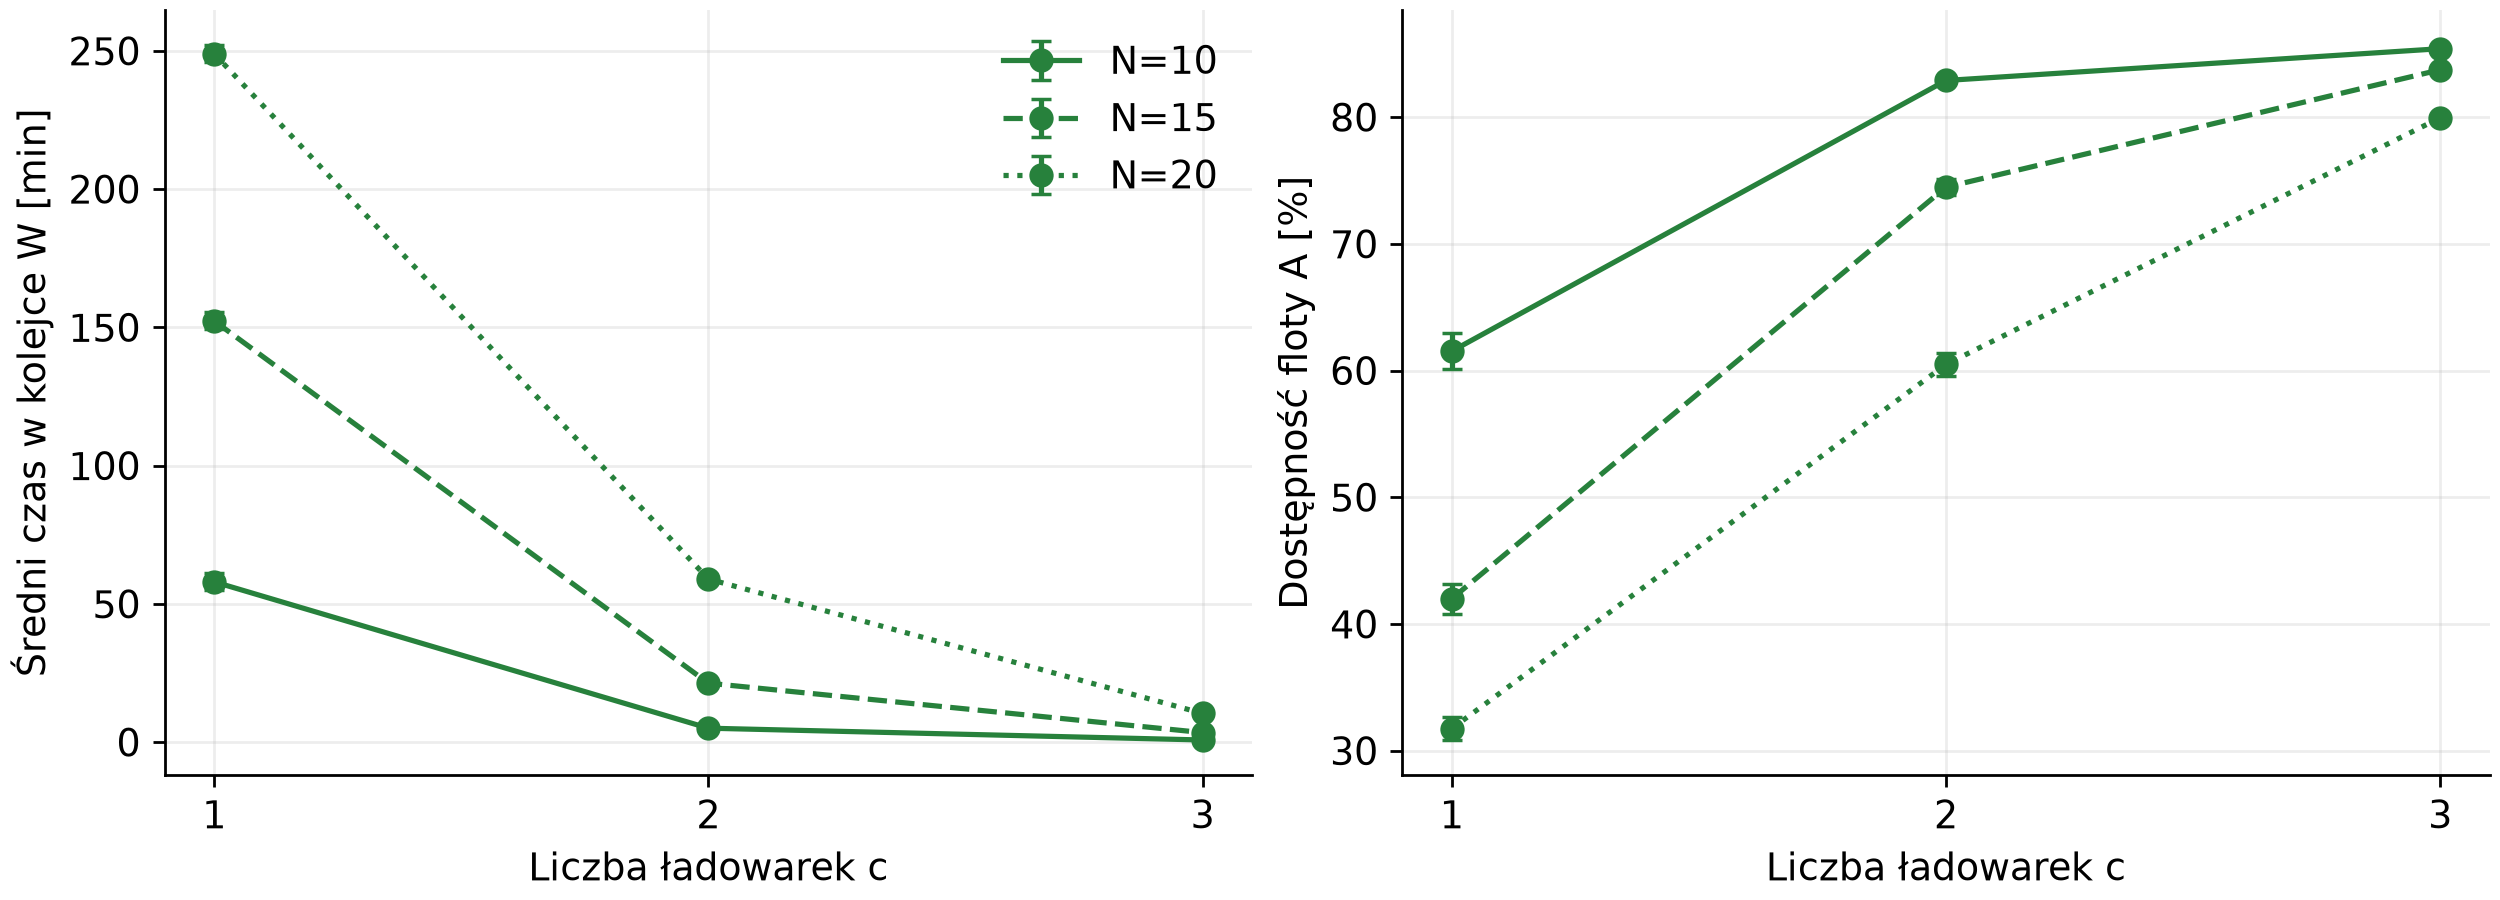 Średni czas w kolejce W [min]
250
200
150
100
50
0
1 2 3
Liczba ładowarek c
N=10
N=15
N=20
Dostępność floty A [%]
80
70
60
50
40
30
1 2 3
Liczba ładowarek c